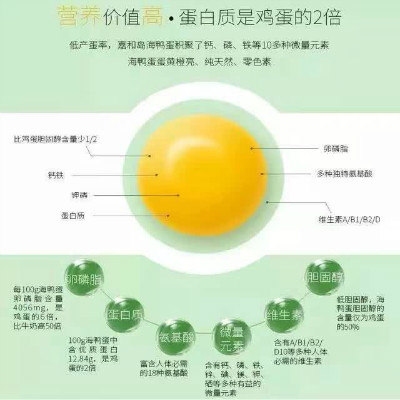 营养价值高·蛋白质是鸡蛋的2倍
低产蛋率，嘉和岛海鸭蛋积聚了钙、磷、铁等10多种微量元素
海鸭蛋蛋黄橙亮、纯天然、零色素
比鸡蛋胆固醇含量少1/2
钙铁
钾磷
蛋白质
卵磷脂
多种独特氨基酸
维生素A/B1/B2/D
卵磷脂
每100g海鸭蛋
卵磷脂含量
4056mg，是鸡
蛋的6倍，
比牛奶高50倍
蛋白质
100g海鸭蛋中
含优质蛋白
12.84g，是鸡
蛋的2倍
氨基酸
富含人体必需
的18种氨基酸
微量
元素
含有钙、磷、铁、
锌、碘、镁、钾、
硒等多种有益的
微量元素
维生素
含有A/B1/B2/
D10等多种人体
必需的维生素
胆固醇
低胆固醇，海
鸭蛋胆固醇的
含量仅为鸡蛋
的50%